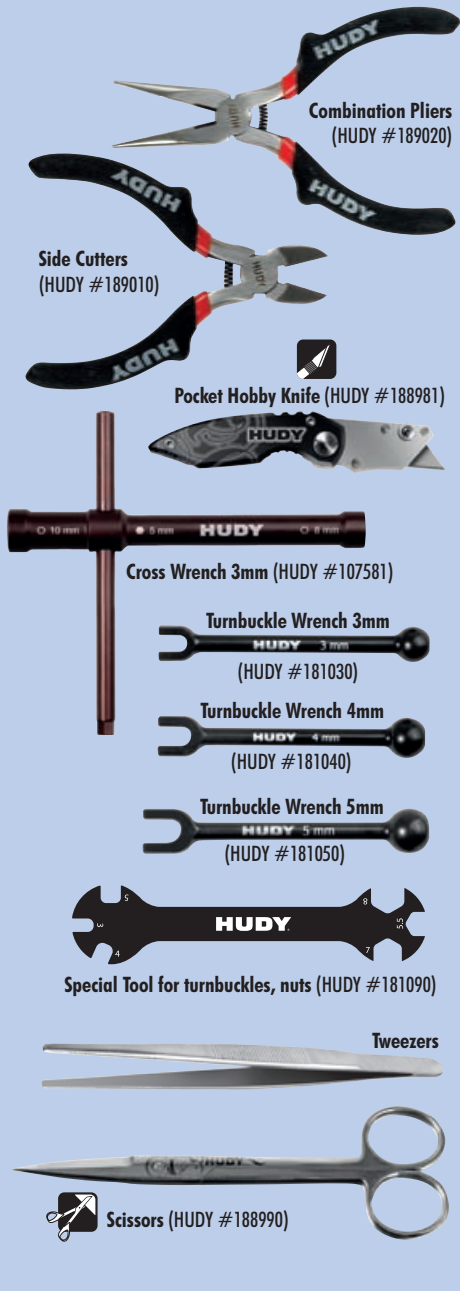 HUDY
Combination Pliers
(HUDY #189020)
HUDY
HUDY
HUDY
Side Cutters
(HUDY #189010)
HUDY
HUDY
Pocket Hobby Knife (HUDY #188981)
HUDY
10 mm 5 mm HUDY 8 mm
Cross Wrench 3mm (HUDY #107581)
Turnbuckle Wrench 3mm
HUDY 3 mm
(HUDY #181030)
Turnbuckle Wrench 4mm
HUDY 4 mm
(HUDY #181040)
Turnbuckle Wrench 5mm
HUDY 5 mm
(HUDY #181050)
5 8
3 HUDY 5.5
4 7
Special Tool for turnbuckles, nuts (HUDY #181090)
Tweezers
HUDY
Scissors (HUDY #188990)